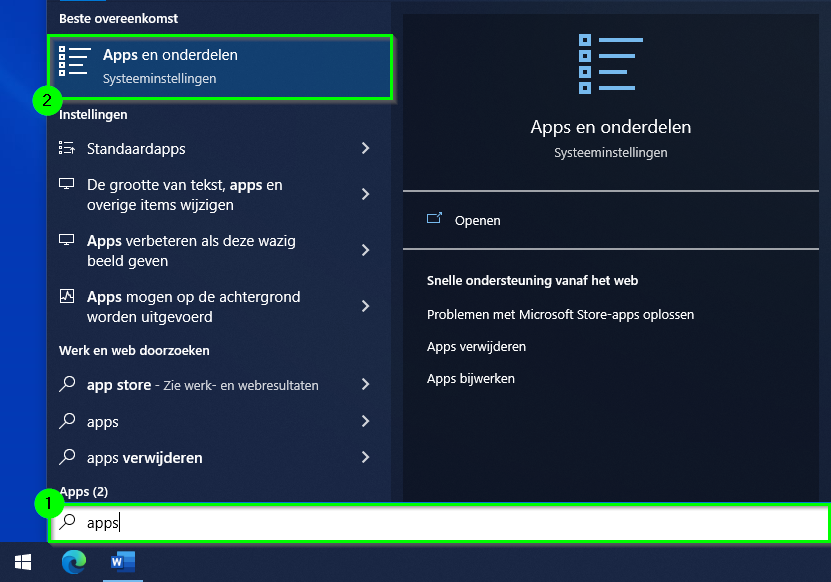 Beste overeenkomst
Apps en onderdelen
Systeeminstellingen
2
Instellingen
Standaardapps
De grootte van tekst, apps en
overige items wijzigen
Apps verbeteren als deze wazig
beeld geven
Apps mogen op de achtergrond
worden uitgevoerd
Werk en web doorzoeken
app store - Zie werk- en webresultaten
apps
apps verwijderen
Apps (2)
1
apps
W
Apps en onderdelen
Systeeminstellingen
Openen
Snelle ondersteuning vanaf het web
Problemen met Microsoft Store-apps oplossen
Apps verwijderen
Apps bijwerken